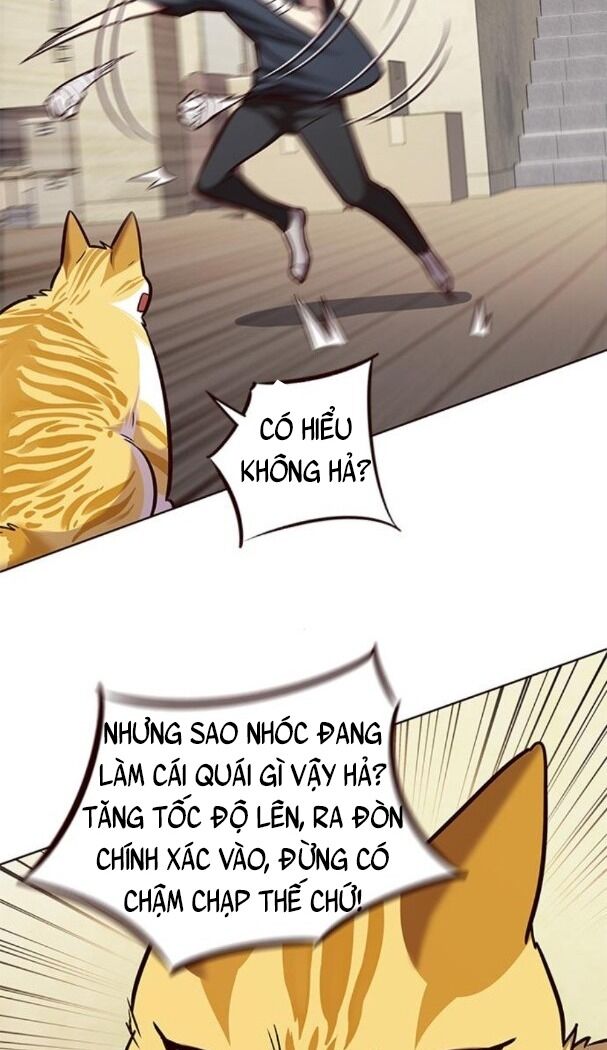 CÓ HIỂU
KHÔNG HẢ?
NHƯNG SAO NHÓC ĐANG
LÀM CÁI QUÁI GÌ VẬY HẢ?
TĂNG TỐC ĐỘ LÊN, RA ĐÒN
CHÍNH XÁC VÀO, ĐỪNG CÓ
CHẬM CHẠP THẾ CHỨ!